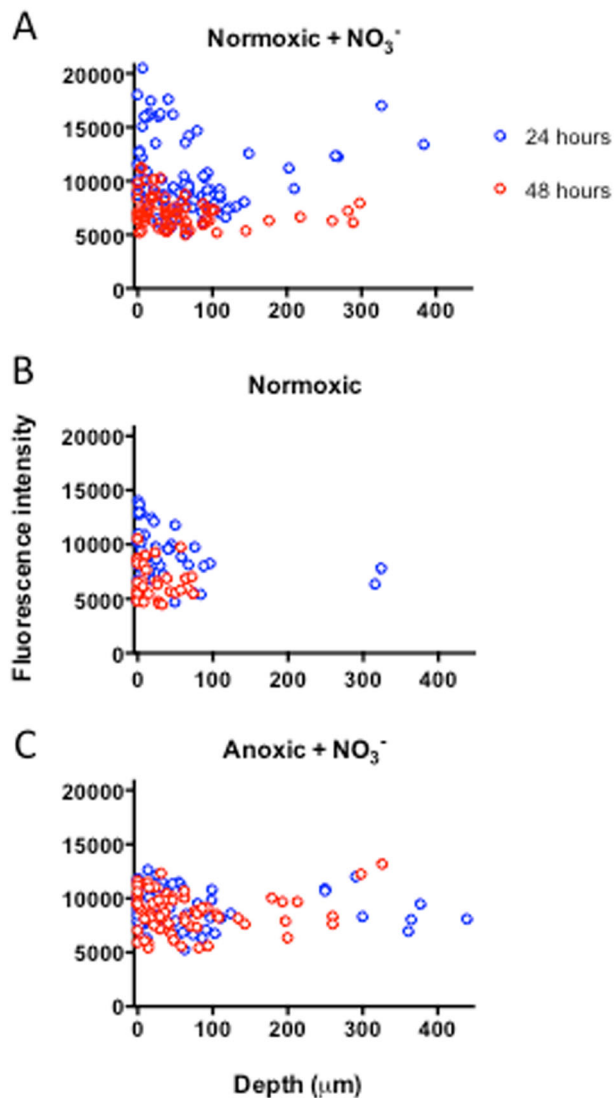 A
Normoxic + NO₃⁻
20000
15000
10000
5000
0
0 100 200 300 400
24 hours
48 hours
B
Normoxic
Fluorescence intensity
20000
15000
10000
5000
0
0 100 200 300 400
C
Anoxic + NO₃⁻
20000
15000
10000
5000
0
0 100 200 300 400
Depth (μm)